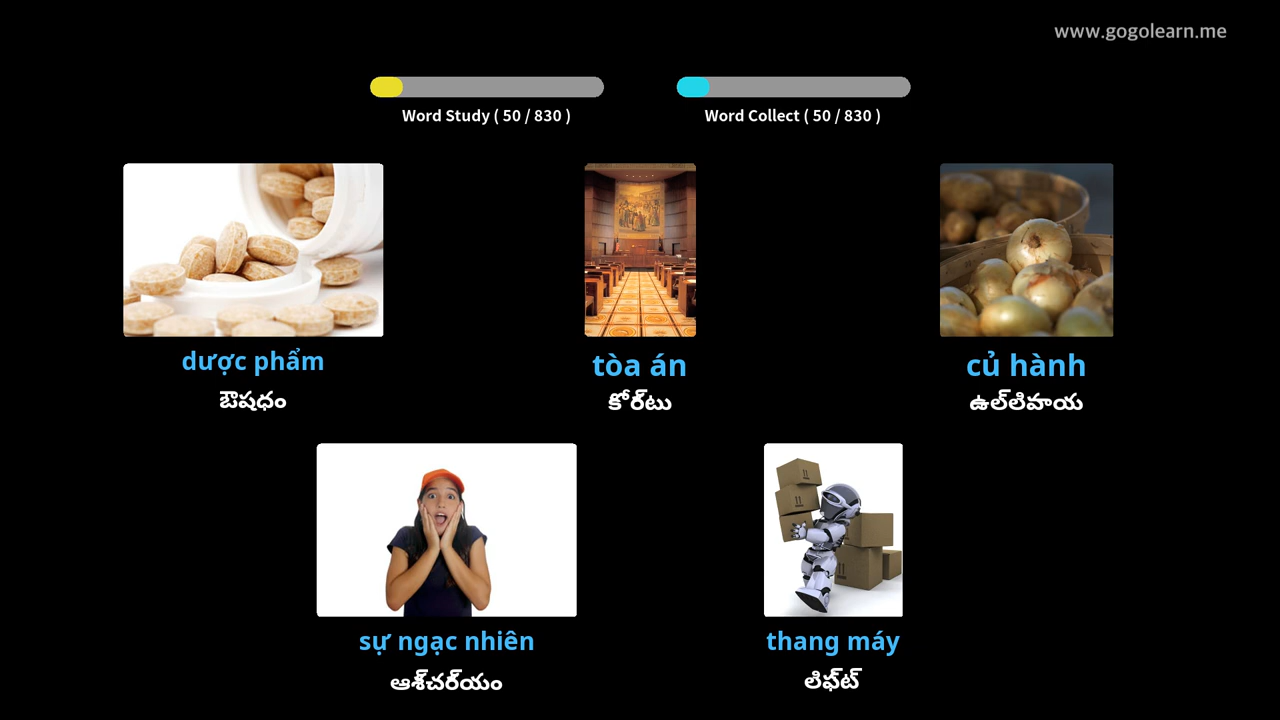 www.gogolearn.me
Word Study ( 50 / 830 )
Word Collect ( 50 / 830 )
dược phẩm
tòa án
củ hành
ఔషధం
కోర్టు
ఉల్లిపాయ
sự ngạc nhiên
thang máy
ఆశ్చర్యం
లిఫ్ట్